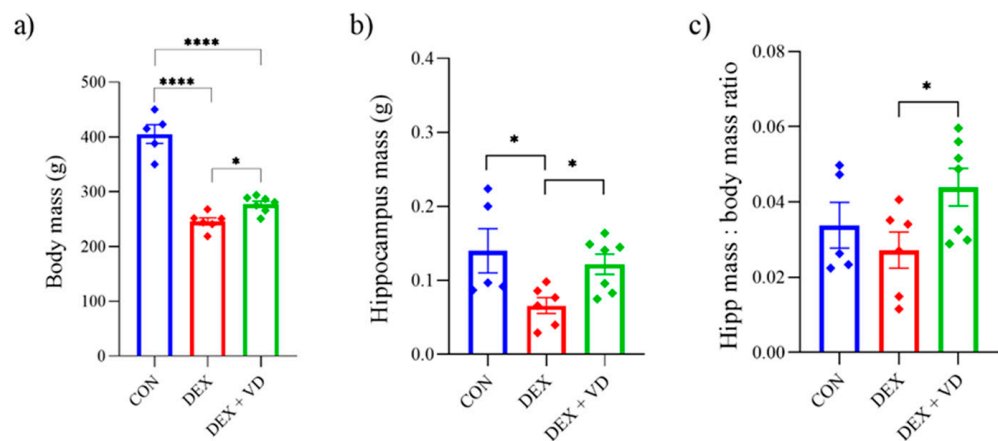 a)
****
****
*
Body mass (g)
500
400
300
200
100
0
CON
DEX
DEX + VD
b)
*
*
Hippocampus mass (g)
0.4
0.3
0.2
0.1
0.0
CON
DEX
DEX + VD
c)
*
Hipp mass : body mass ratio
0.08
0.06
0.04
0.02
0.00
CON
DEX
DEX + VD